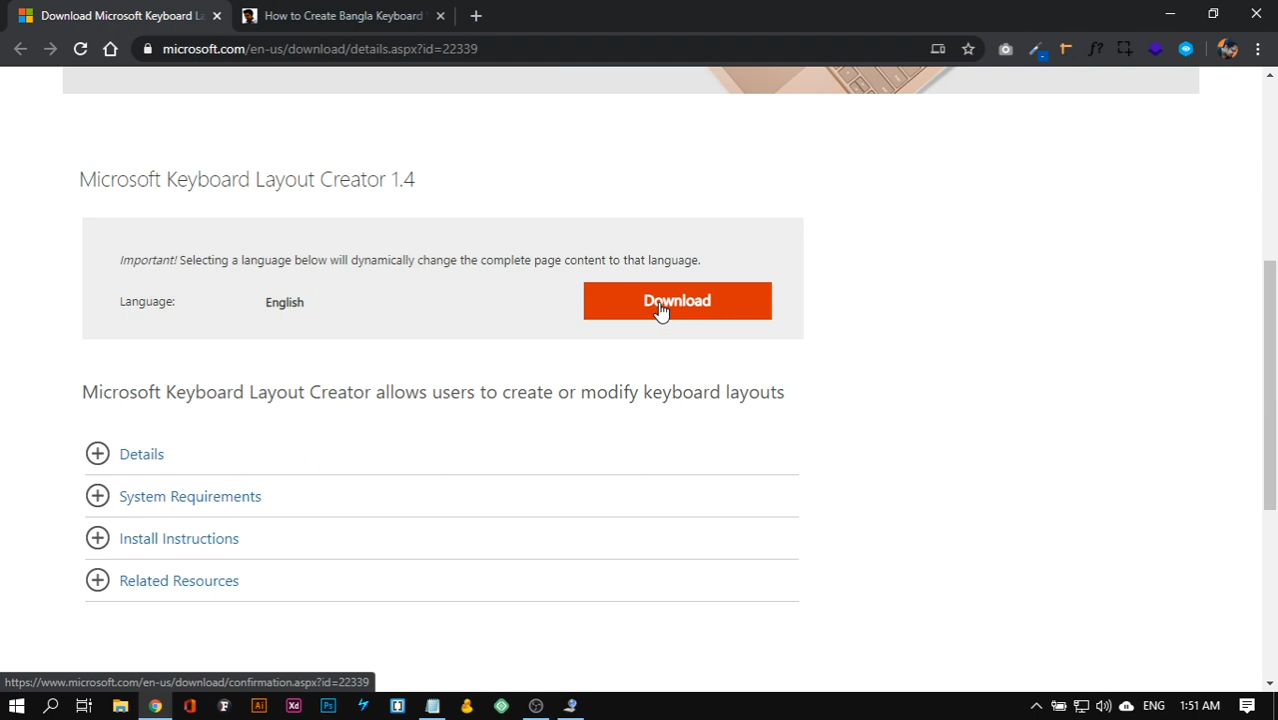 Download Microsoft Keyboard La
How to Create Bangla Keyboard
microsoft.com/en-us/download/details.aspx?id=22339
f?
Microsoft Keyboard Layout Creator 1.4
Important! Selecting a language below will dynamically change the complete page content to that language.
Language: English Download
Microsoft Keyboard Layout Creator allows users to create or modify keyboard layouts
Details
System Requirements
Install Instructions
Related Resources
https://www.microsoft.com/en-us/download/confirmation.aspx?id=22339
F Ai Xd Ps ENG 1:51 AM